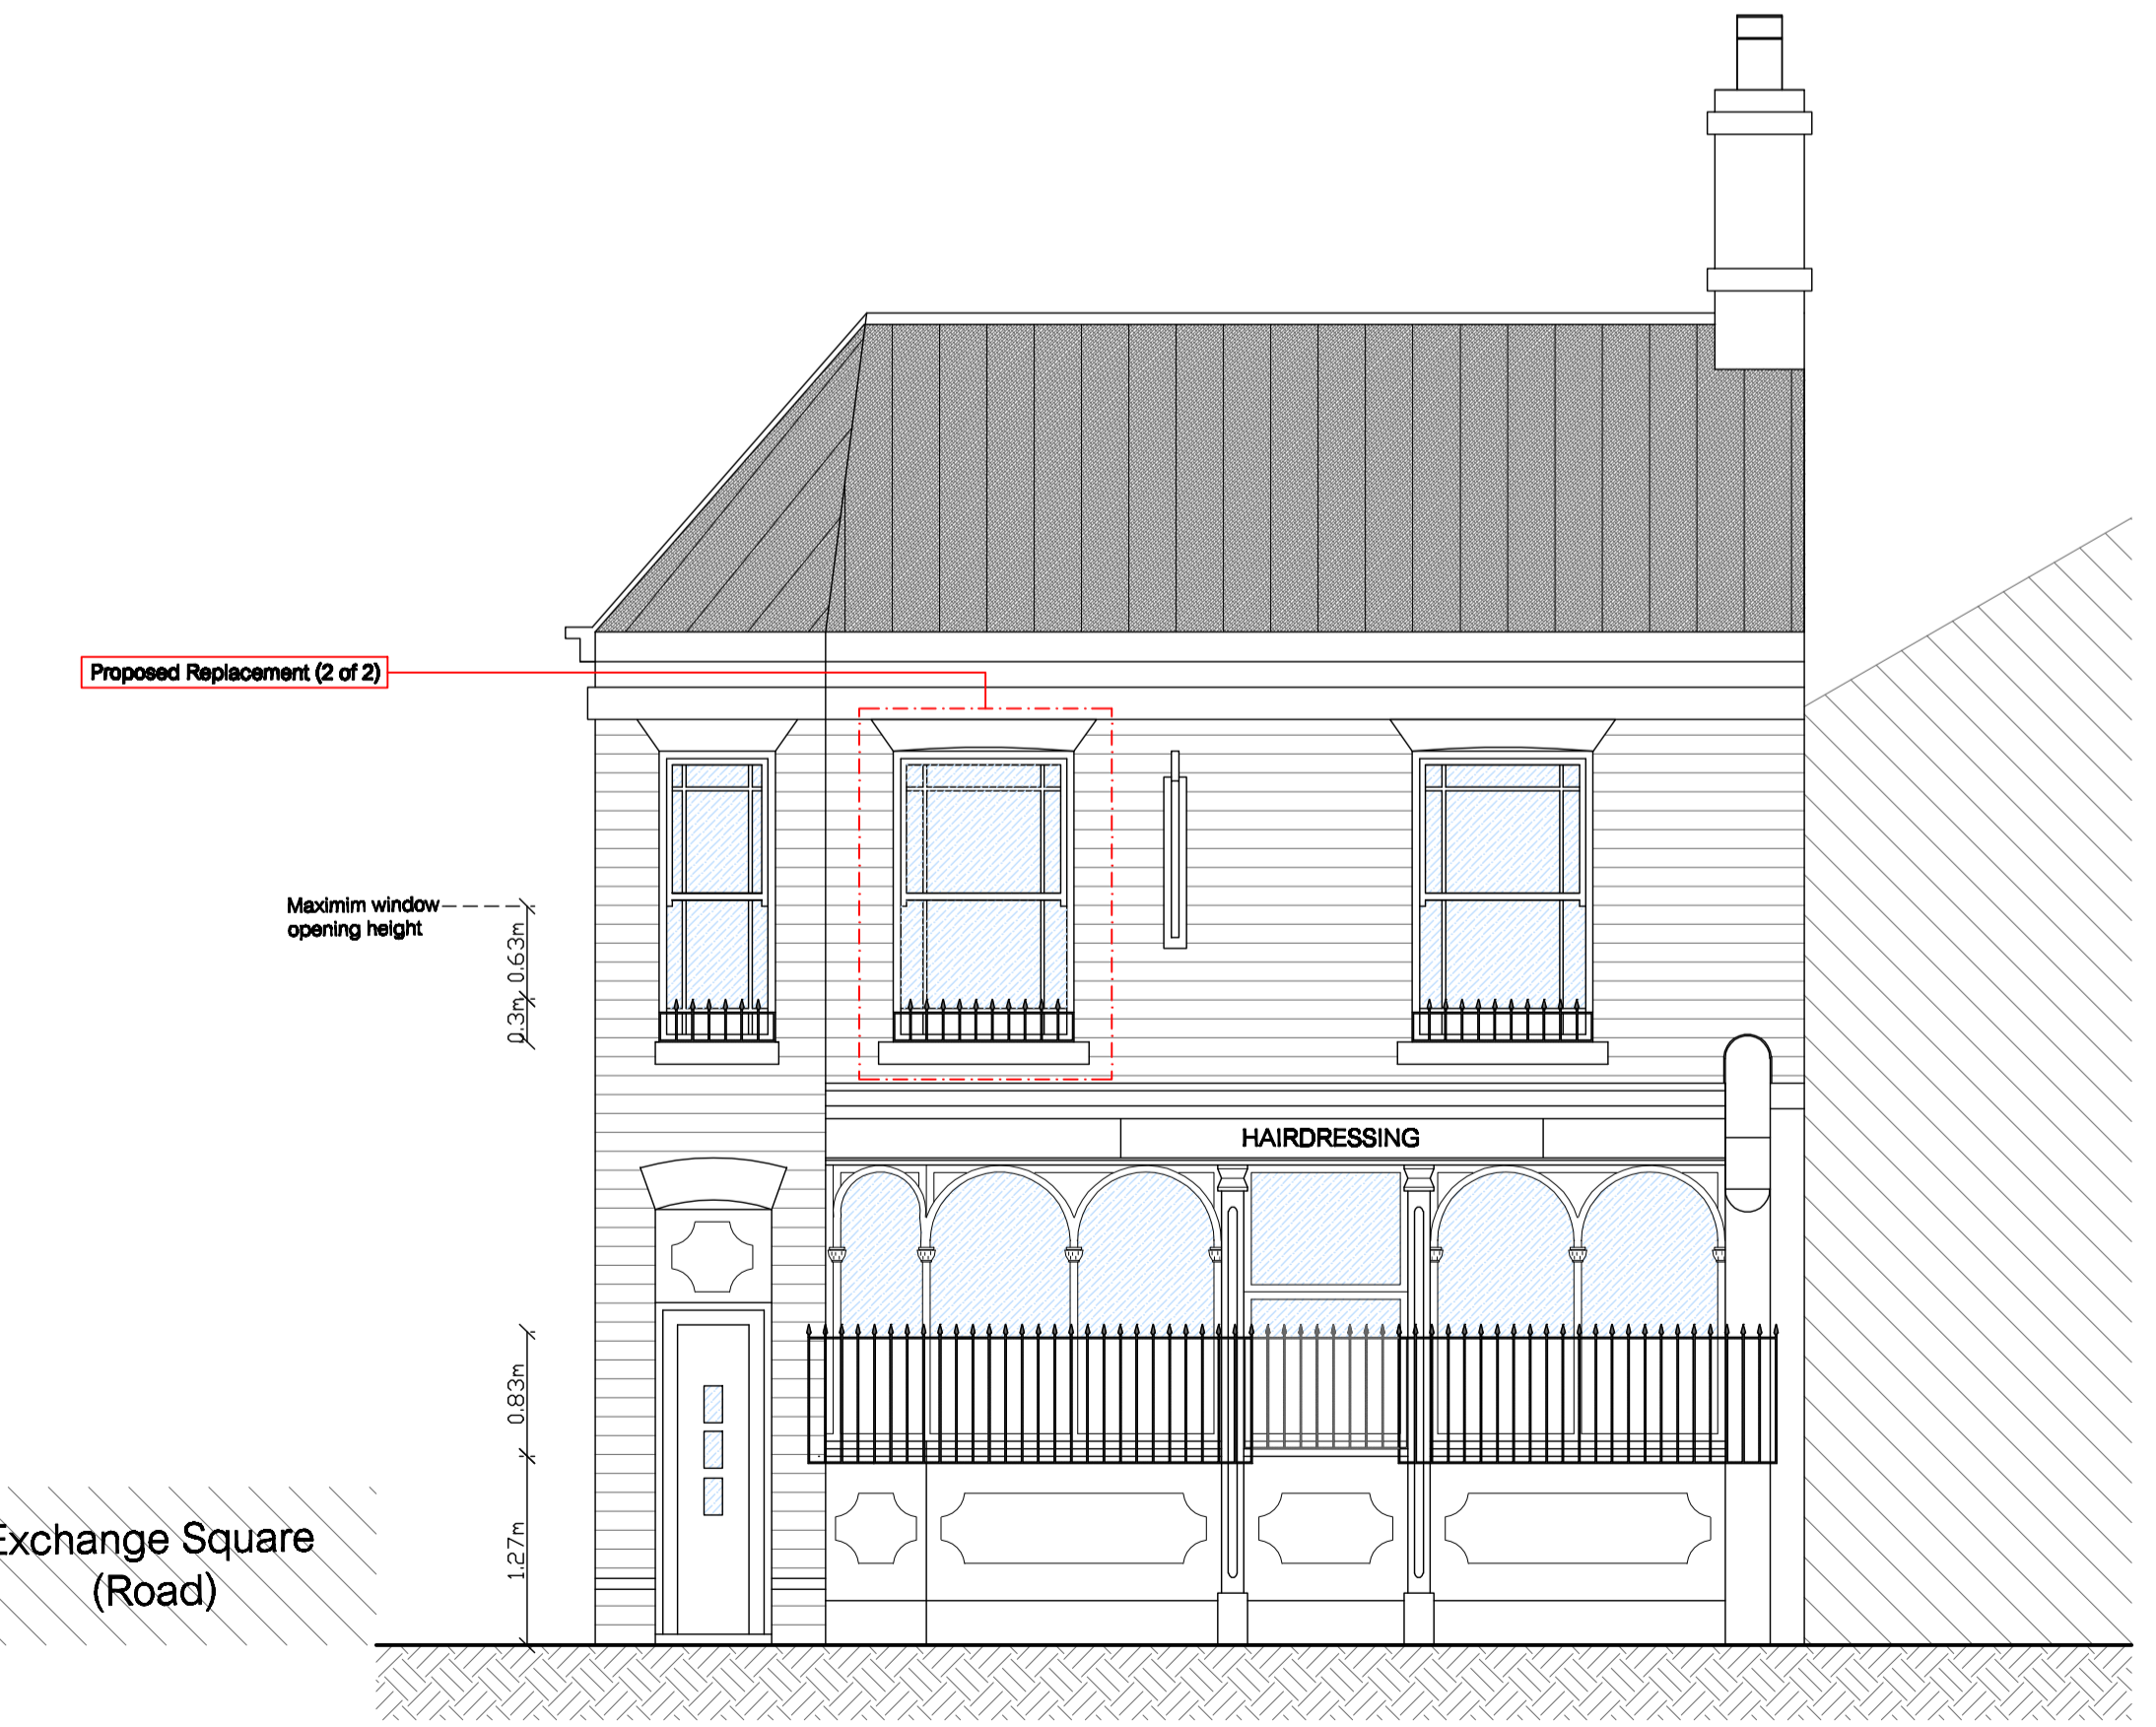 Proposed Replacement (2 of 2)
Maximim window
opening height
0.63m
0.3m
HAIRDRESSING
0.83m
1.27m
Exchange Square
(Road)